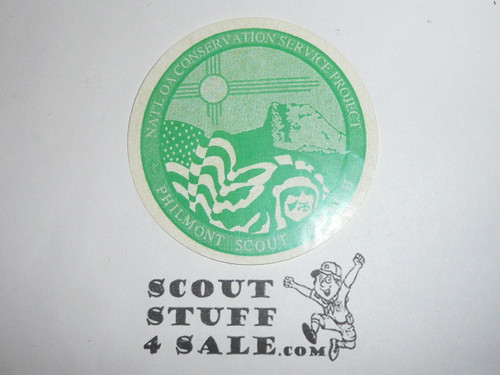 NAT'L OA CONSERVATION SERVICE PROJECT
PHILMONT SCOUT
SCOUT
STUFF
4 SALE.com